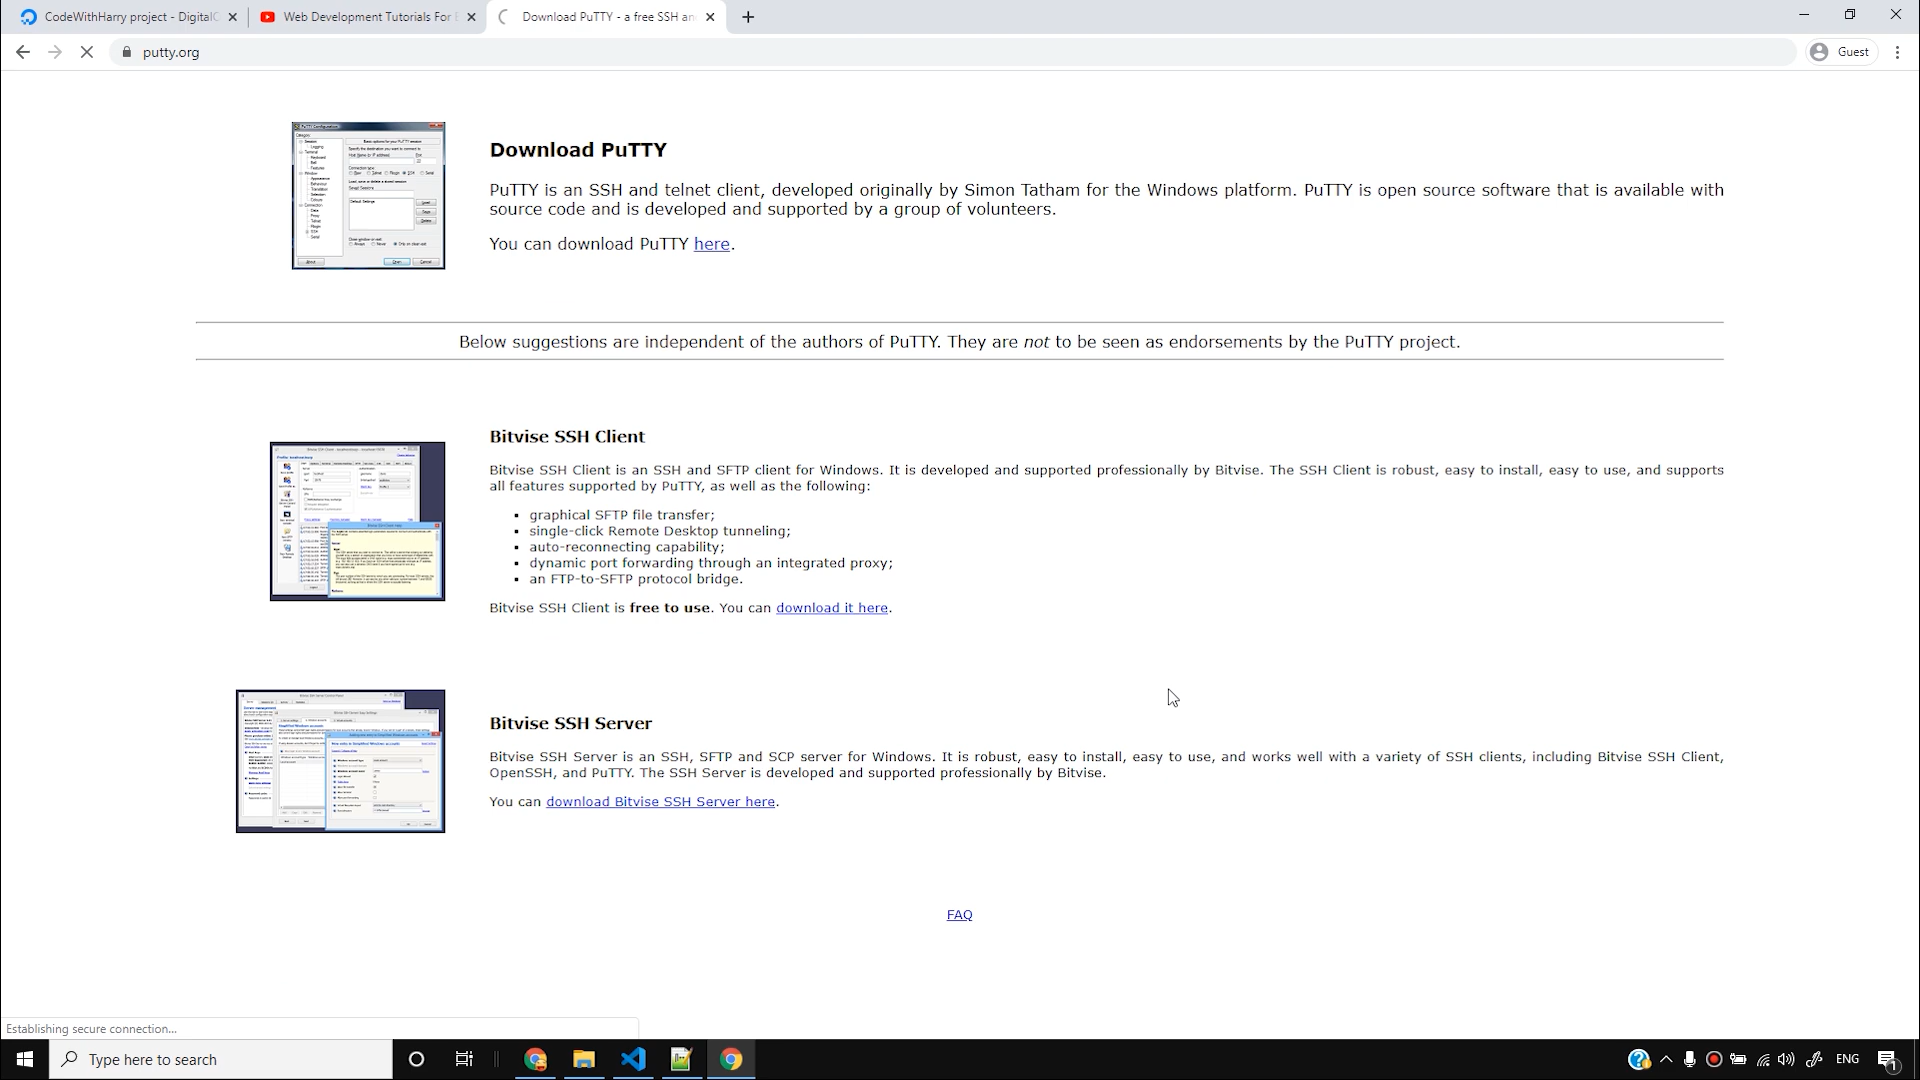 CodeWithHarry project - DigitalO
Web Development Tutorials For
Download PuTTY - a free SSH an
putty.org
Guest
Download PuTTY
PuTTY is an SSH and telnet client, developed originally by Simon Tatham for the Windows platform. PuTTY is open source software that is available with
source code and is developed and supported by a group of volunteers.
You can download PuTTY here.
Below suggestions are independent of the authors of PuTTY. They are not to be seen as endorsements by the PuTTY project.
Bitvise SSH Client
Bitvise SSH Client is an SSH and SFTP client for Windows. It is developed and supported professionally by Bitvise. The SSH Client is robust, easy to install, easy to use, and supports
all features supported by PuTTY, as well as the following:
graphical SFTP file transfer;
single-click Remote Desktop tunneling;
auto-reconnecting capability;
dynamic port forwarding through an integrated proxy;
an FTP-to-SFTP protocol bridge.
Bitvise SSH Client is free to use. You can download it here.
Bitvise SSH Server
Bitvise SSH Server is an SSH, SFTP and SCP server for Windows. It is robust, easy to install, easy to use, and works well with a variety of SSH clients, including Bitvise SSH Client,
OpenSSH, and PuTTY. The SSH Server is developed and supported professionally by Bitvise.
You can download Bitvise SSH Server here.
FAQ
Establishing secure connection...
Type here to search
ENG
1